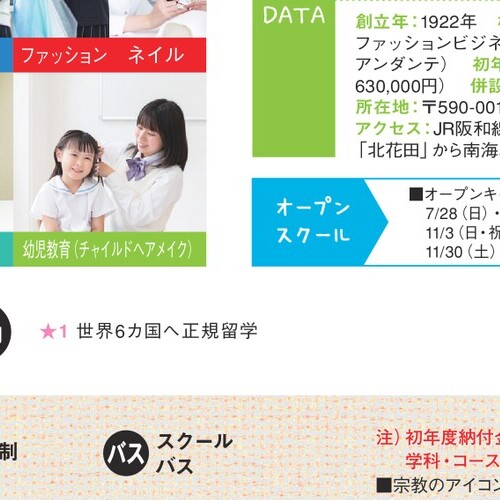 ファッション ネイル
幼児教育（チャイルドヘアメイク）
DATA
創立年：1922年
ファッションビジネ
アンダンテ） 初年
630,000円） 併設
所在地：〒590-001
アクセス：JR阪和線
「北花田」から南海
オープン
スクール
■オープンキ
7/28（日）・
11/3（日・祝
11/30（土）
★1 世界6カ国へ正規留学
制
バス スクール
バス
注）初年度納付金
学科・コース
■宗教のアイコン